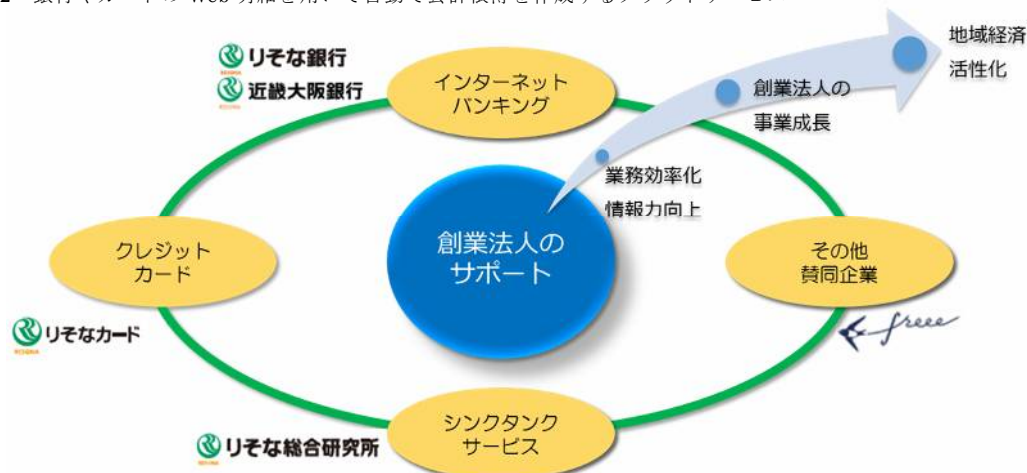 りそな銀行
近畿大阪銀行
インターネット
バンキング
地域経済
活性化
創業法人の
事業成長
業務効率化
情報力向上
創業法人の
サポート
クレジット
カード
りそなカード
その他
賛同企業
freee
シンクタンク
サービス
りそな総合研究所